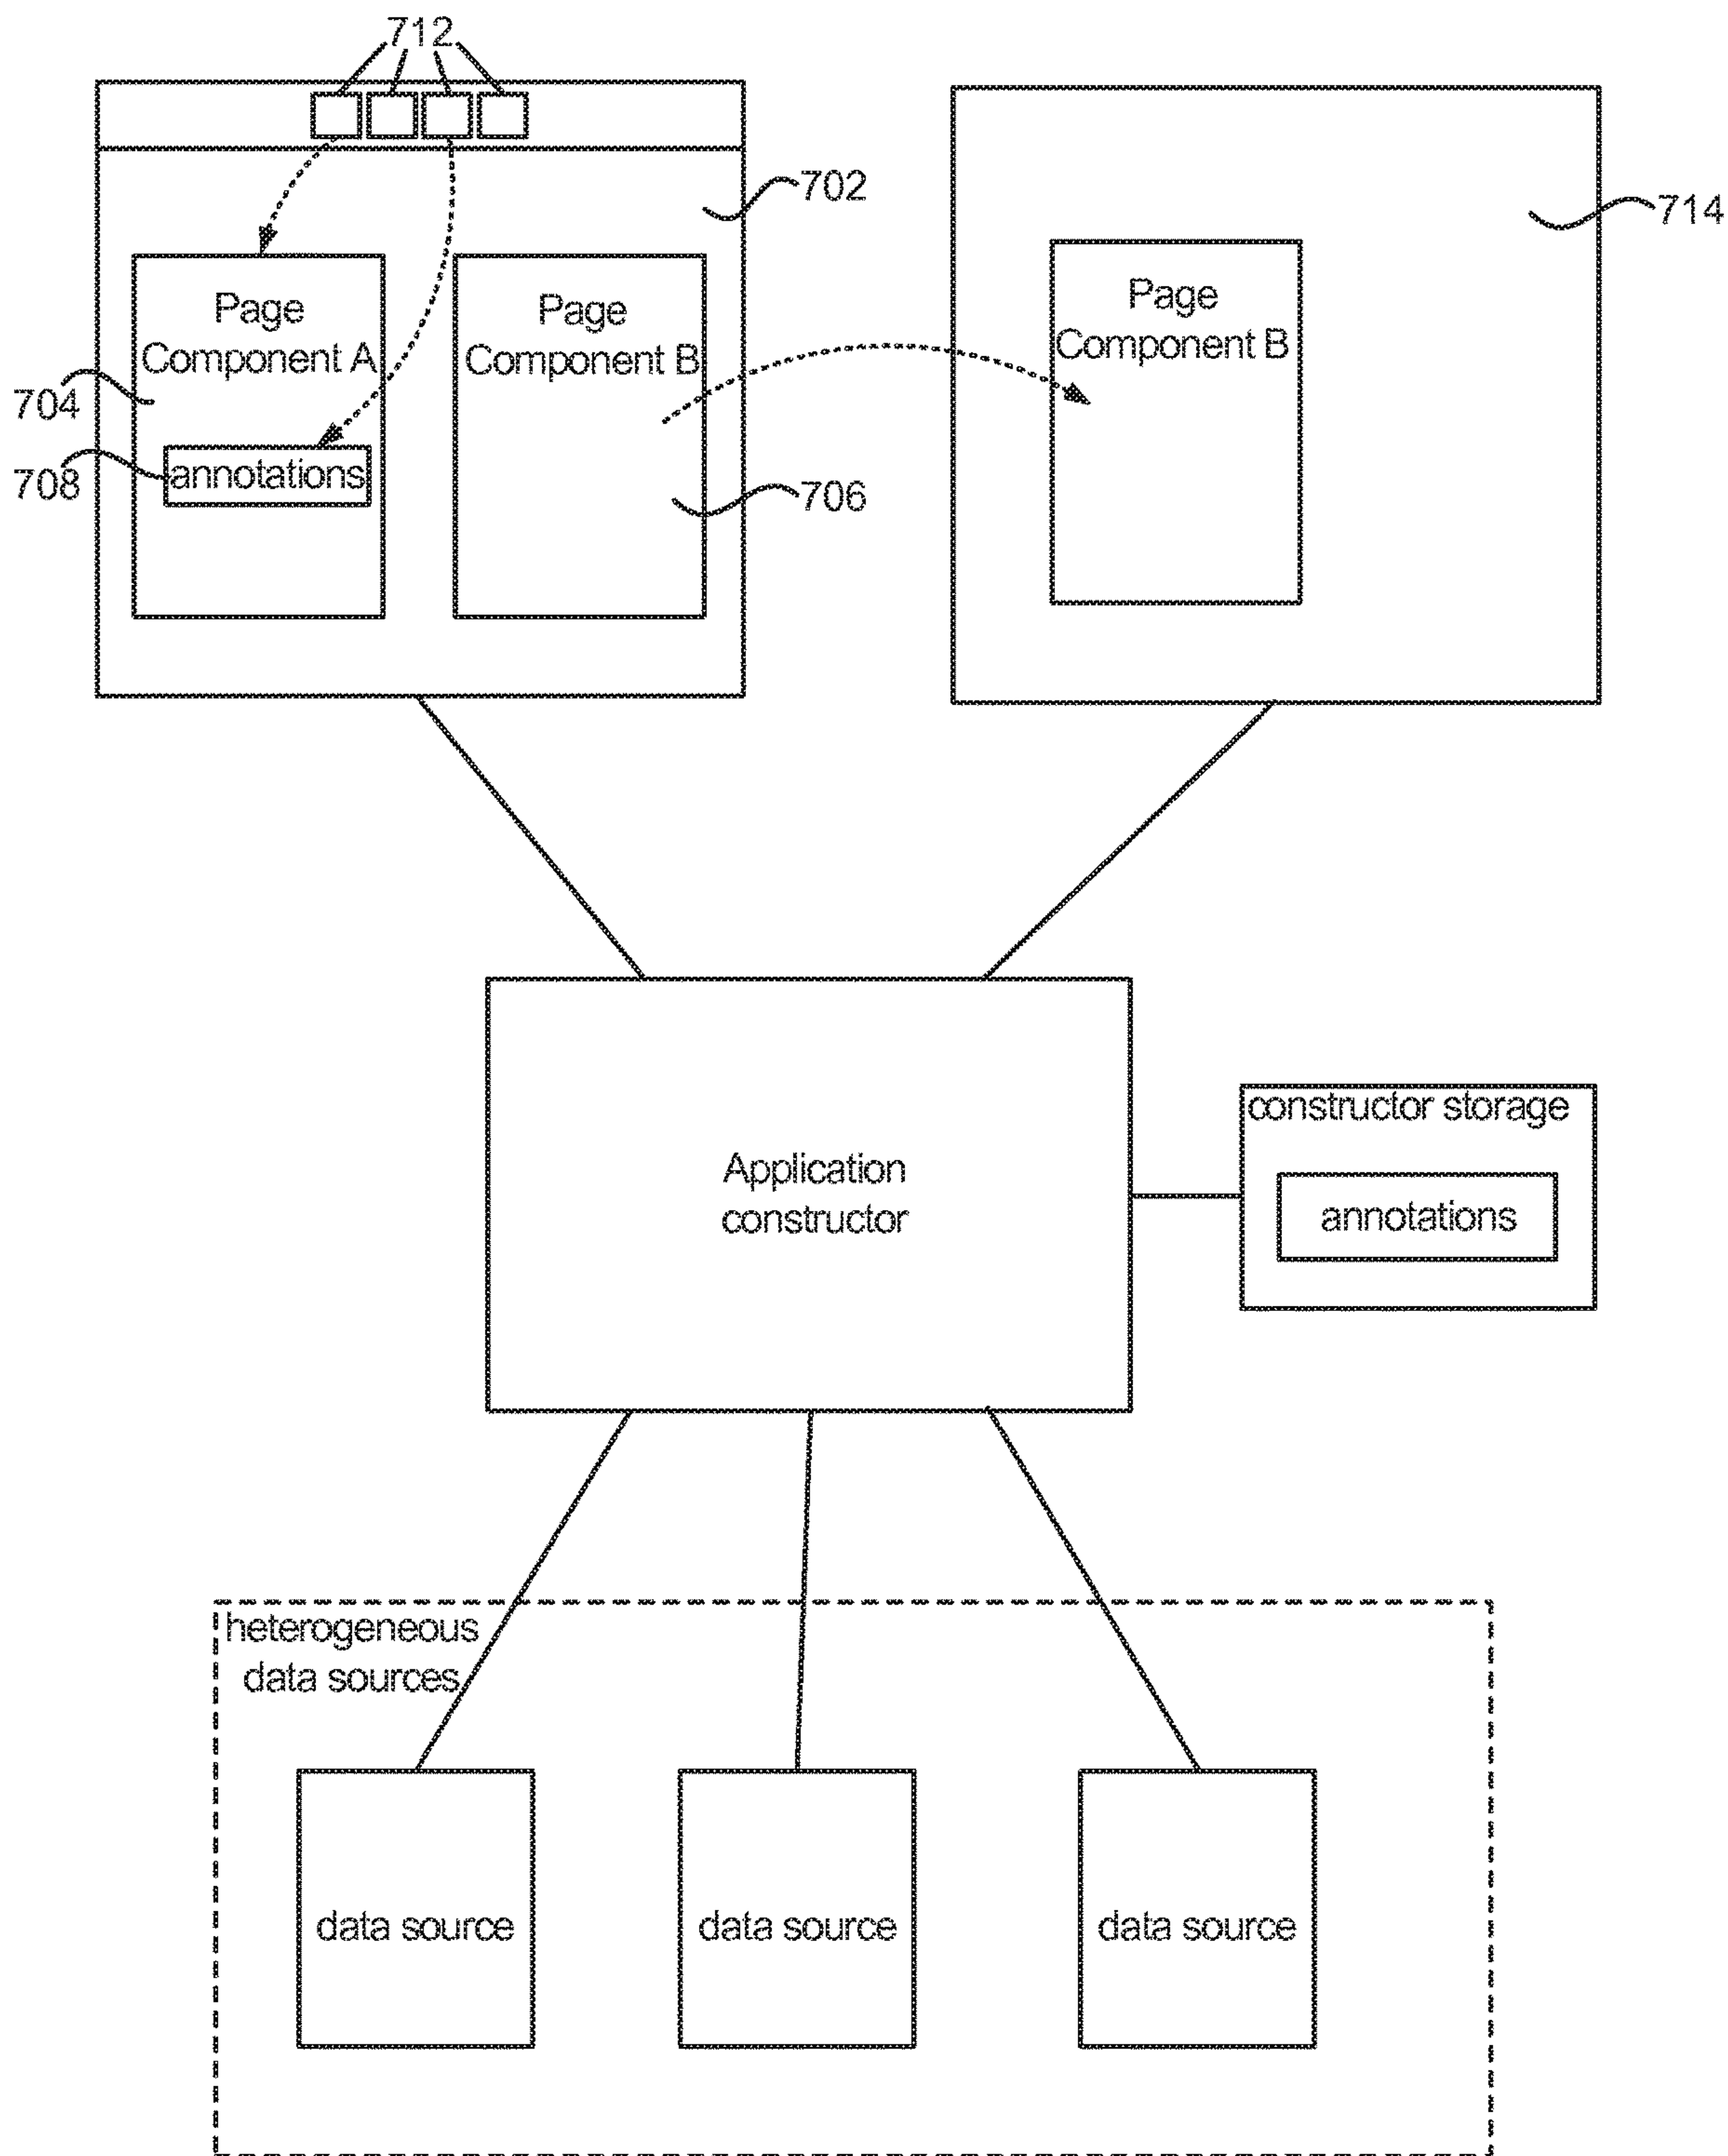 712
702
714
Page
Component A
Page
Component B
Page
Component B
704
708
annotations
706
constructor storage
annotations
Application
constructor
heterogeneous
data sources
data source
data source
data source